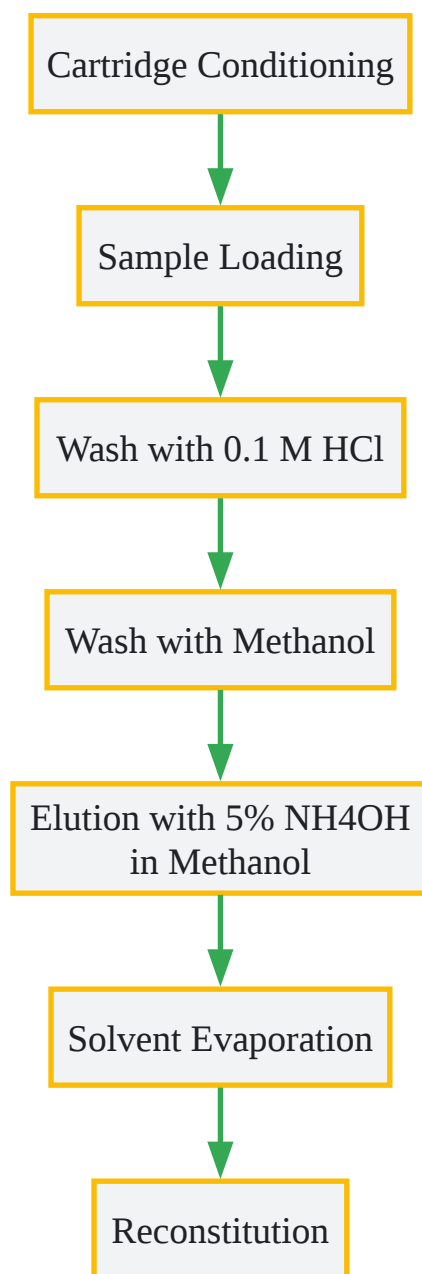 Cartridge Conditioning
Sample Loading
Wash with 0.1 M HCl
Wash with Methanol
Elution with 5% NH4OH
in Methanol
Solvent Evaporation
Reconstitution